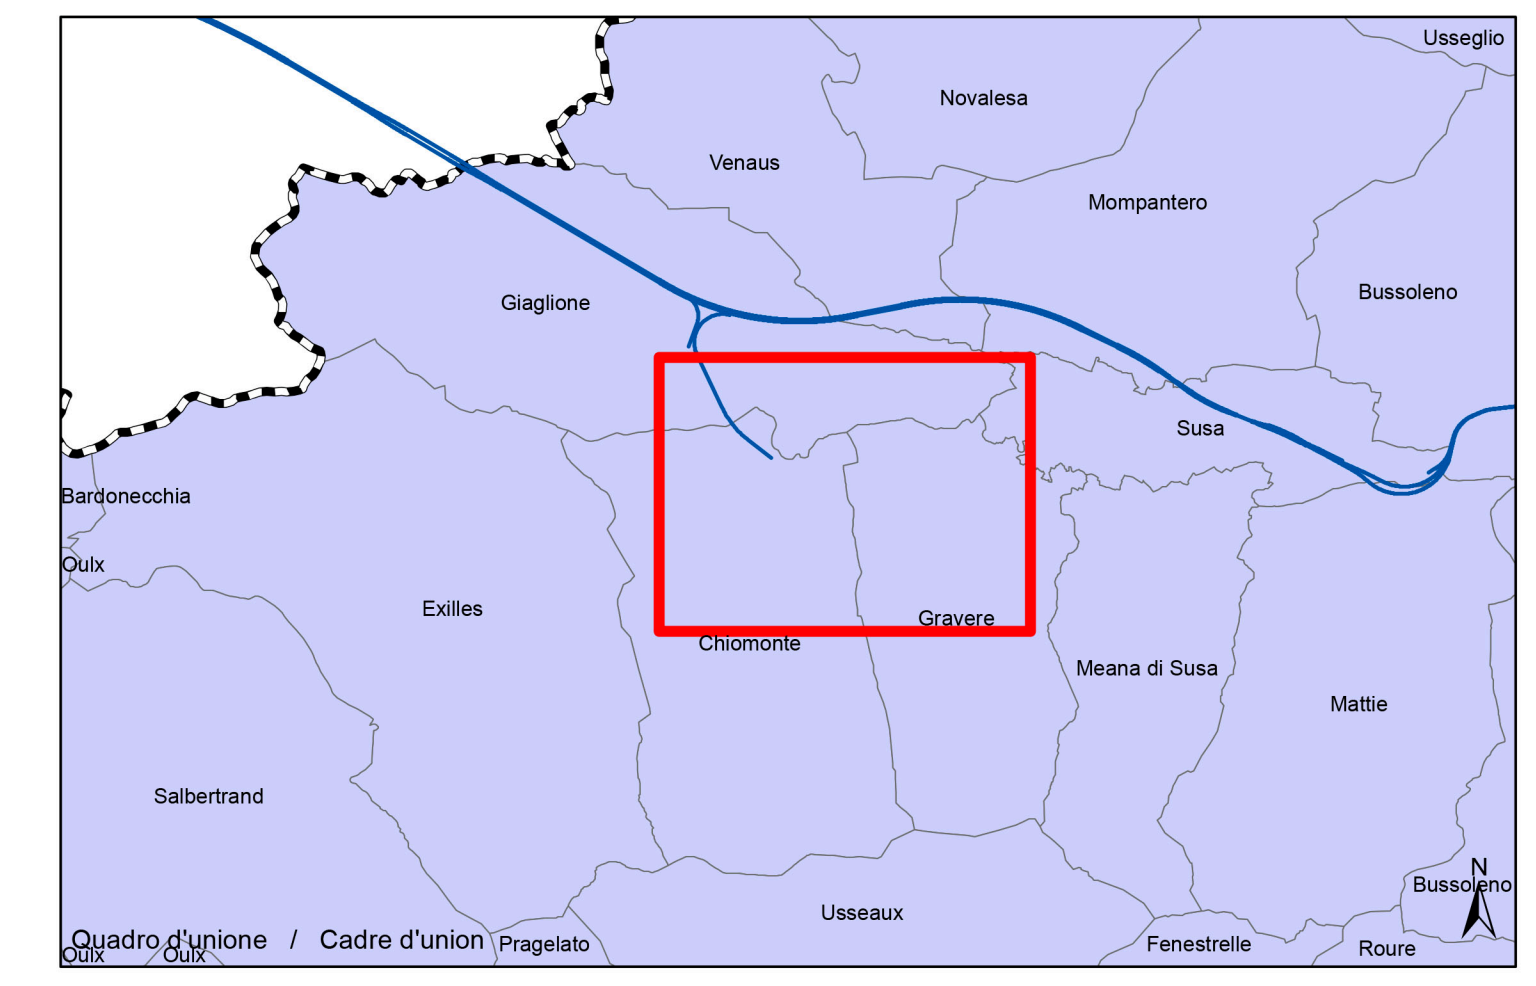 Usseglio
Novalesa
Venaus
Mompantero
Bussoleno
Giaglione
Susa
Bardonecchia
Oulx
Exilles
Gravere
Chiomonte
Meana di Susa
Mattie
Salbertrand
N
Bussoleno
Usseaux
Quadro d'unione / Cadre d'union
Pragelato
Fenestrelle
Roure
Oulx
Oulx